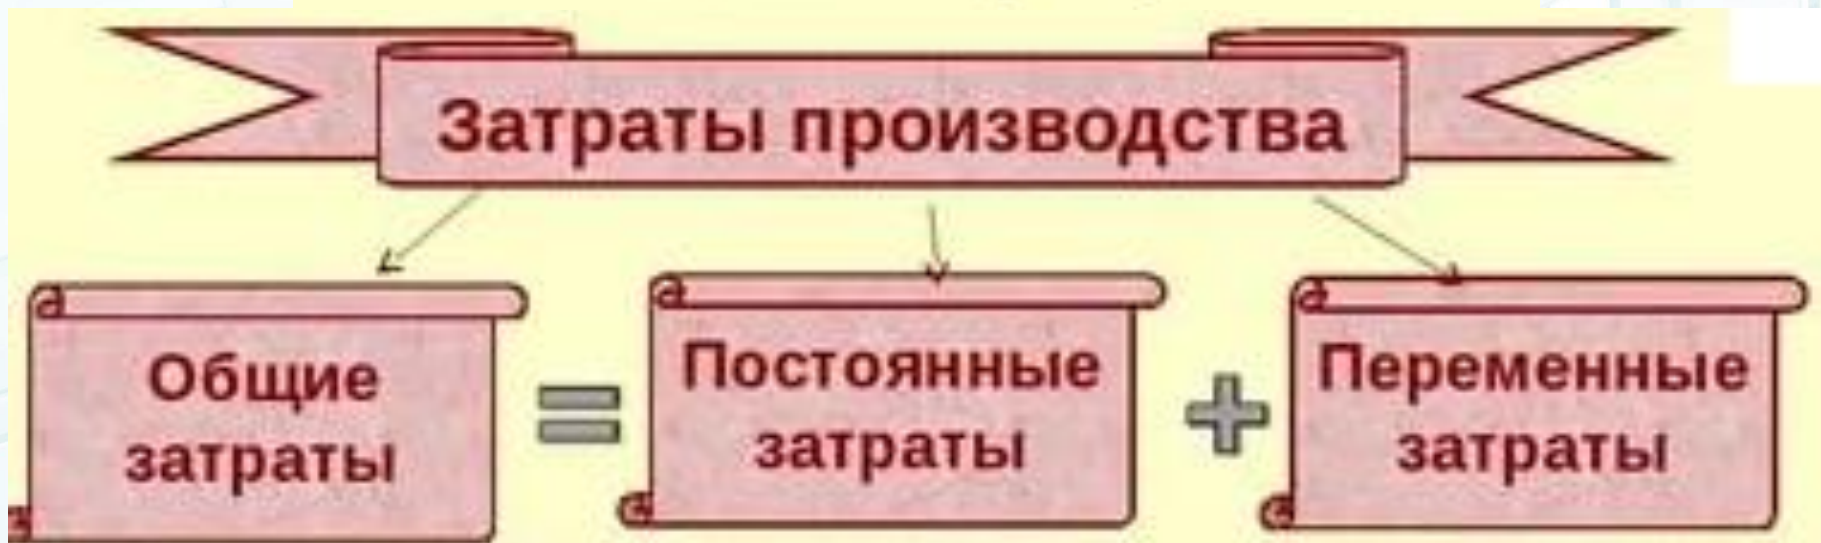 Затраты производства
Общие
затраты
=
Постоянные
затраты
+
Переменные
затраты